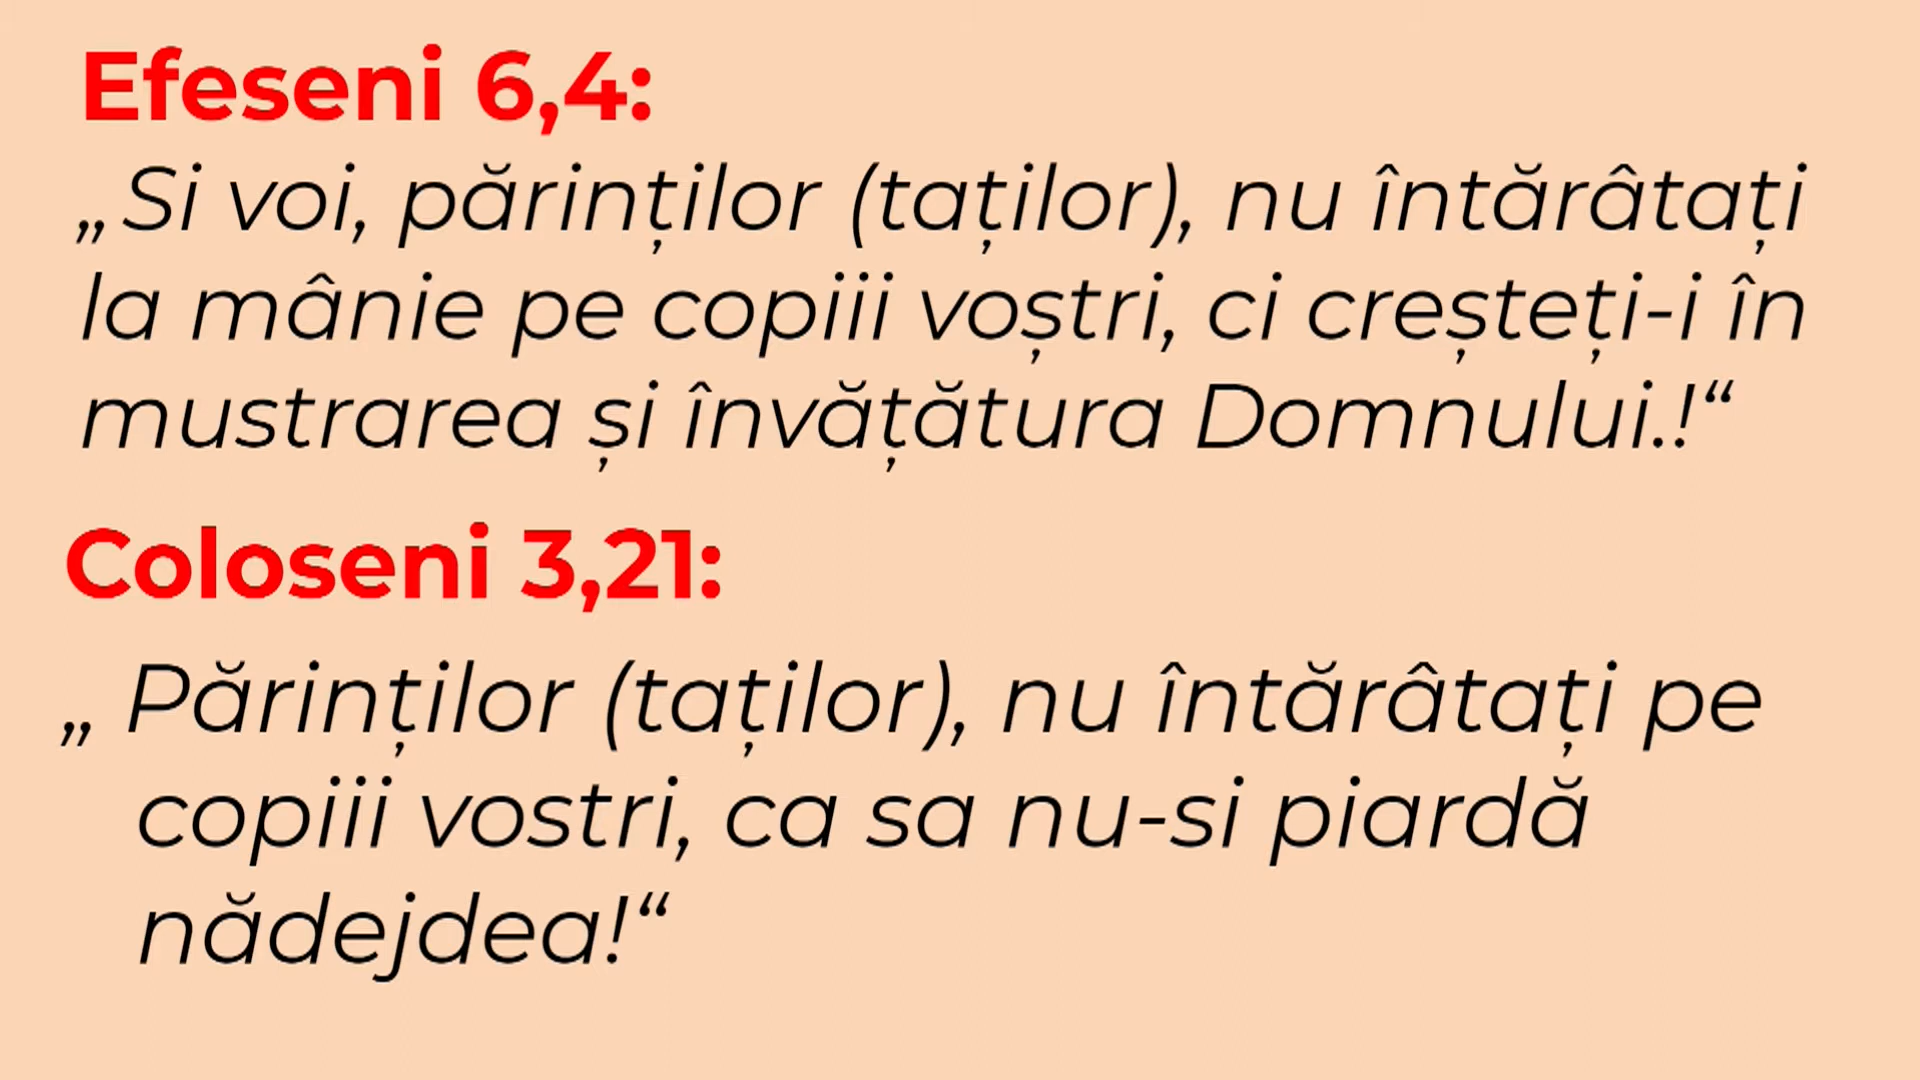 Efeseni 6,4:
„Si voi, părinților (taților), nu întărâtați
la mânie pe copiii voștri, ci creșteți-i în
mustrarea și învățătura Domnului.!“
Coloseni 3,21:
„ Părinților (taților), nu întărâtați pe
copiii vostri, ca sa nu-si piardă
nădejdea!“